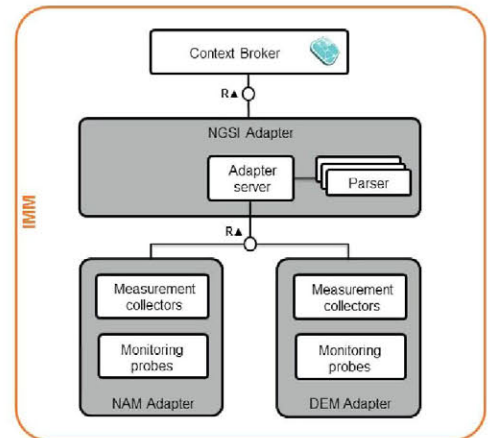 Context Broker
R▲
NGSI Adapter
Adapter
server
Parser
IMM
R▲
Measurement
collectors
Monitoring
probes
NAM Adapter
Measurement
collectors
Monitoring
probes
DEM Adapter